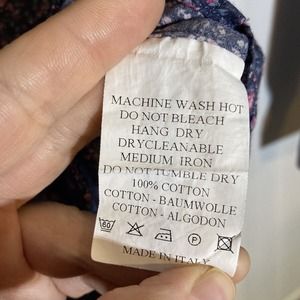 MACHINE WASH HOT
DO NOT BLEACH
HANG DRY
DRYCLEANABLE
MEDIUM IRON
DO NOT TUMBLE DRY
100% COTTON
COTTON - BAUMWOLLE
COTTON - ALGODON
60 P
MADE IN ITALY